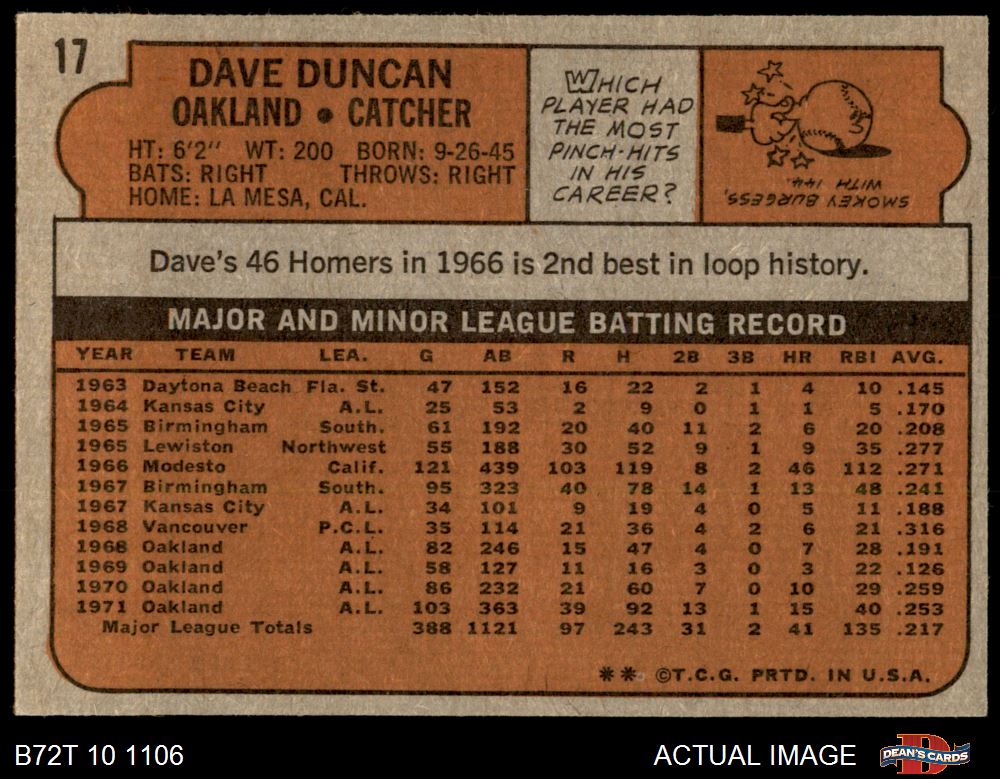 17
DAVE DUNCAN
OAKLAND • CATCHER
HT: 6'2" WT: 200 BORN: 9-26-45
BATS: RIGHT THROWS: RIGHT
HOME: LA MESA, CAL.
WHICH
PLAYER HAD
THE MOST
PINCH-HITS
IN HIS
CAREER?
SMOKEY BURGESS,
WITH 144.
Dave's 46 Homers in 1966 is 2nd best in loop history.
MAJOR AND MINOR LEAGUE BATTING RECORD
YEAR TEAM LEA. G AB R H 2B 3B HR RBI AVG.
1963 Daytona Beach Fla. St. 47 152 16 22 2 1 4 10 .145
1964 Kansas City A.L. 25 53 2 9 0 1 1 5 .170
1965 Birmingham South. 61 192 20 40 11 2 6 20 .208
1965 Lewiston Northwest 55 188 30 52 9 1 9 35 .277
1966 Modesto Calif. 121 439 103 119 8 2 46 112 .271
1967 Birmingham South. 95 323 40 78 14 1 13 48 .241
1967 Kansas City A.L. 34 101 9 19 4 0 5 11 .188
1968 Vancouver P.C.L. 35 114 21 36 4 2 6 21 .316
1968 Oakland A.L. 82 246 15 47 4 0 7 28 .191
1969 Oakland A.L. 58 127 11 16 3 0 3 22 .126
1970 Oakland A.L. 86 232 21 60 7 0 10 29 .259
1971 Oakland A.L. 103 363 39 92 13 1 15 40 .253
Major League Totals 388 1121 97 243 31 2 41 135 .217
** ©T.C.G. PRTD. IN U.S.A.
B72T 10 1106
ACTUAL IMAGE
DEAN'S CARDS